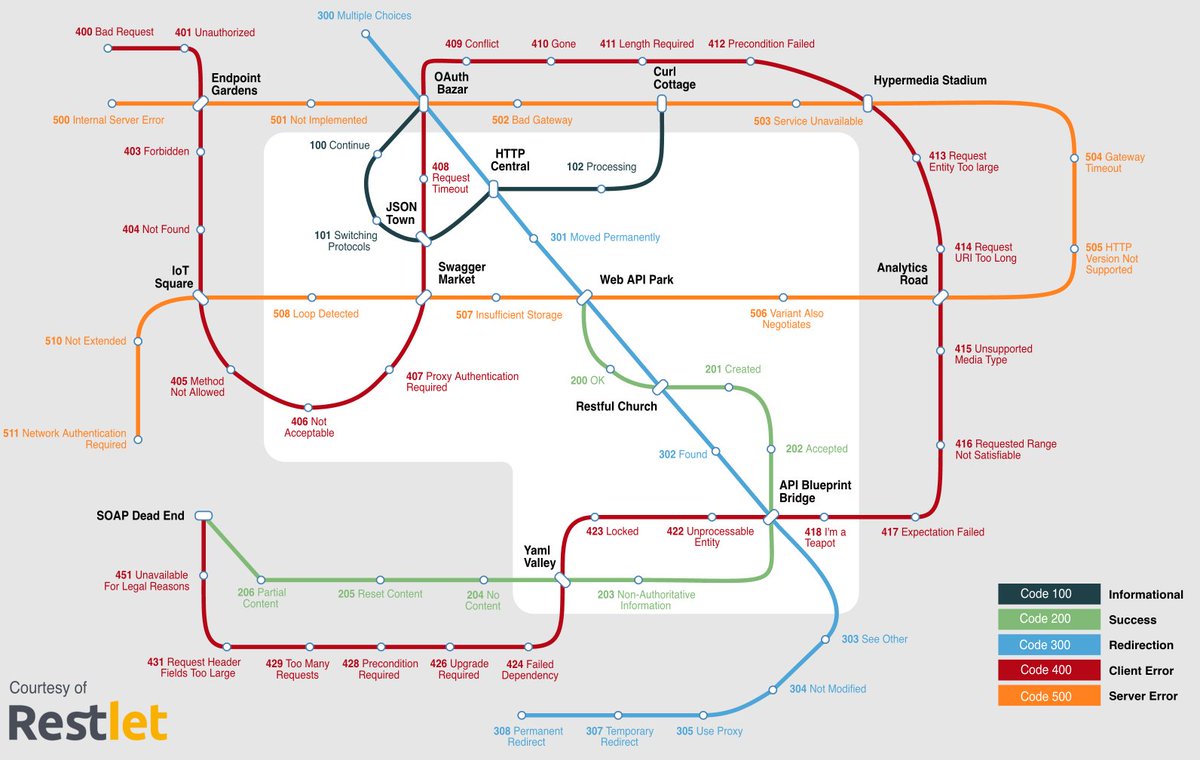 300 Multiple Choices
400 Bad Request
401 Unauthorized
409 Conflict
410 Gone
411 Length Required
412 Precondition Failed
Endpoint
Gardens
OAuth
Bazar
Curl
Cottage
Hypermedia Stadium
500 Internal Server Error
501 Not Implemented
502 Bad Gateway
503 Service Unavailable
403 Forbidden
100 Continue
HTTP
Central
408
Request
Timeout
102 Processing
413 Request
Entity Too large
504 Gateway
Timeout
JSON
Town
404 Not Found
101 Switching
Protocols
301 Moved Permanently
414 Request
URI Too Long
505 HTTP
Version Not
Supported
IoT
Square
Swagger
Market
Web API Park
Analytics
Road
508 Loop Detected
507 Insufficient Storage
506 Variant Also
Negotiates
510 Not Extended
415 Unsupported
Media Type
405 Method
Not Allowed
407 Proxy Authentication
Required
200 OK
201 Created
Restful Church
406 Not
Acceptable
511 Network Authentication
Required
302 Found
202 Accepted
416 Requested Range
Not Satisfiable
API Blueprint
Bridge
SOAP Dead End
423 Locked
422 Unprocessable
Entity
418 I'm a
Teapot
417 Expectation Failed
Yaml
Valley
451 Unavailable
For Legal Reasons
206 Partial
Content
205 Reset Content
204 No
Content
203 Non-Authoritative
Information
303 See Other
431 Request Header
Fields Too Large
429 Too Many
Requests
428 Precondition
Required
426 Upgrade
Required
424 Failed
Dependency
304 Not Modified
308 Permanent
Redirect
307 Temporary
Redirect
305 Use Proxy
Code 100 Informational
Code 200 Success
Code 300 Redirection
Code 400 Client Error
Code 500 Server Error
Courtesy of
Restlet